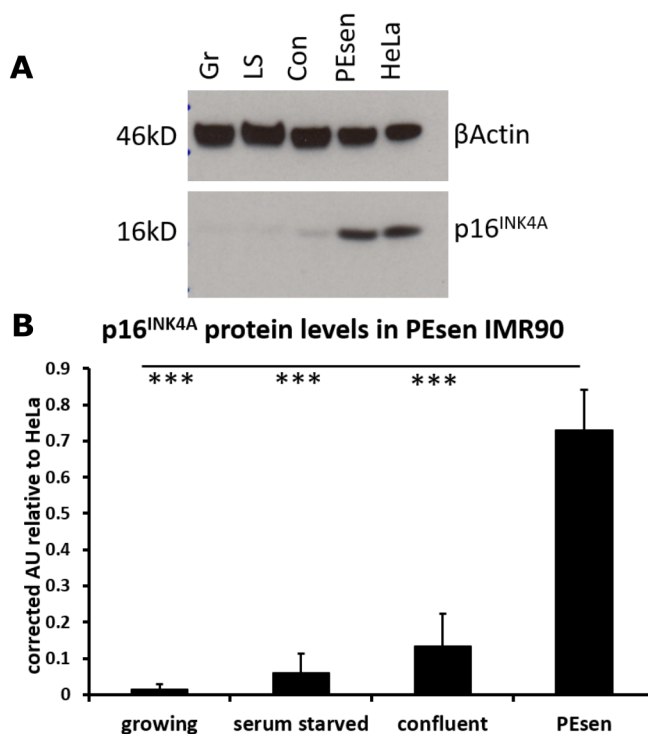 A
Gr LS Con PEsen HeLa
46kD βActin
16kD p16INK4A
B p16INK4A protein levels in PEsen IMR90
corrected AU relative to HeLa
0.9
0.8
0.7
0.6
0.5
0.4
0.3
0.2
0.1
0
*** *** ***
growing serum starved confluent PEsen